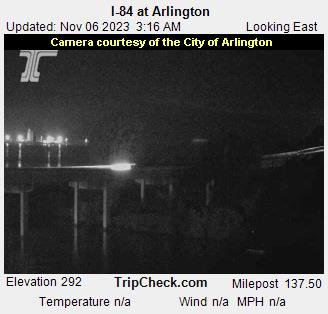 I-84 at Arlington
Updated: Nov 06 2023 3:16 AM Looking East
Camera courtesy of the City of Arlington
Elevation 292 TripCheck.com Milepost 137.50
Temperature n/a Wind n/a MPH n/a